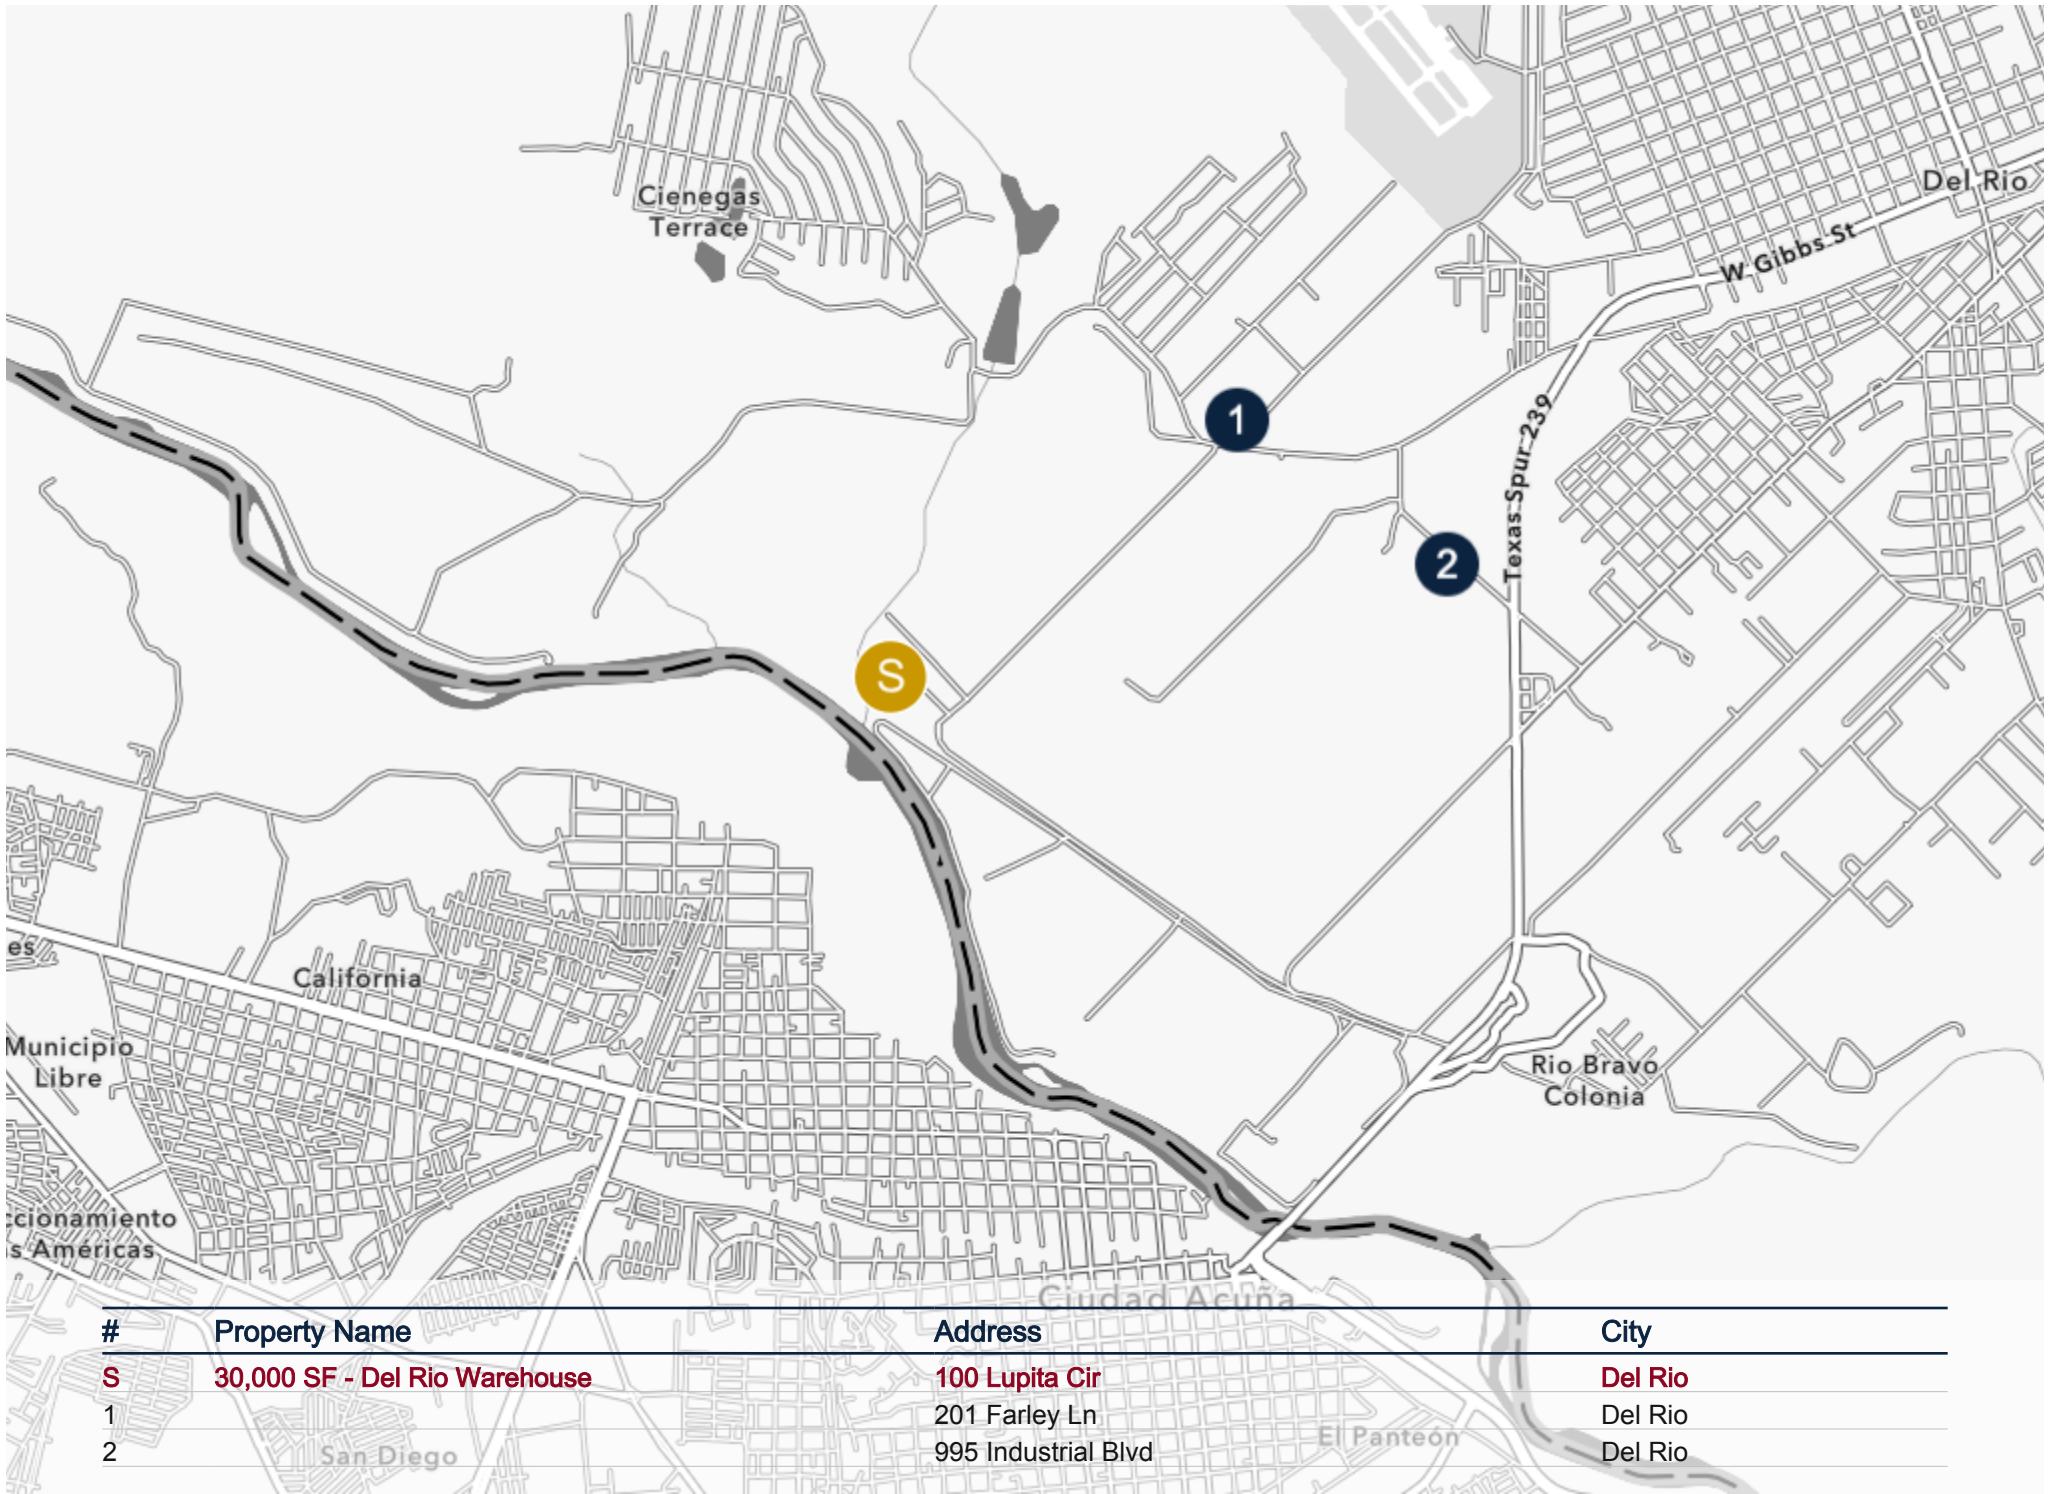 Cienegas
Terrace
Del Rio
W Gibbs St
1
Texas Spur 239
2
S
es
California
Municipio
Libre
Rio Bravo
Colonia
ccionamiento
s Américas
Ciudad Acuña
# Property Name Address City
S 30,000 SF - Del Rio Warehouse 100 Lupita Cir Del Rio
1 201 Farley Ln Del Rio
El Panteón
2 995 Industrial Blvd Del Rio
San Diego